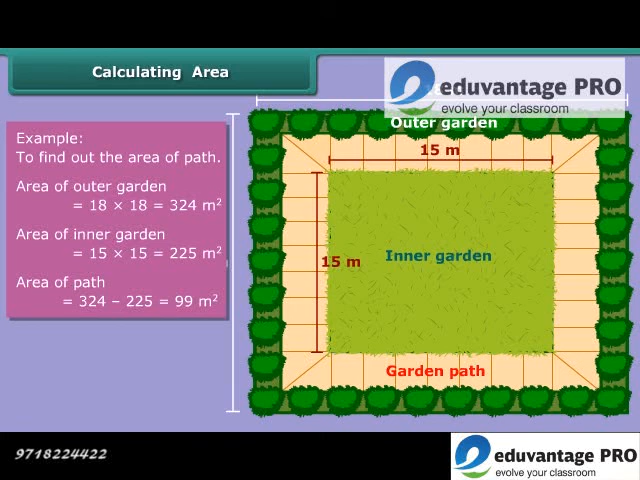 Calculating Area
eduvantage PRO
evolve your classroom
Outer garden
15 m
Example:
To find out the area of path.
Area of outer garden
= 18 × 18 = 324 m²
Area of inner garden
= 15 × 15 = 225 m²
Area of path
= 324 – 225 = 99 m²
15 m
Inner garden
Garden path
9718224422
eduvantage PRO
evolve your classroom